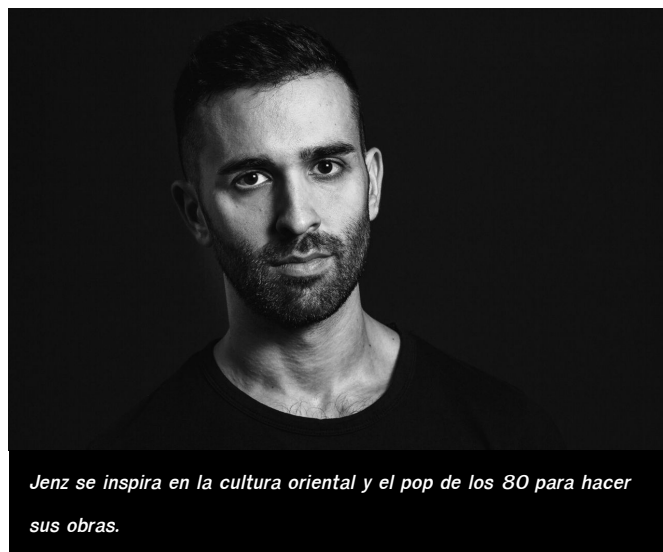 Jenz se inspira en la cultura oriental y el pop de los 80 para hacer
sus obras.